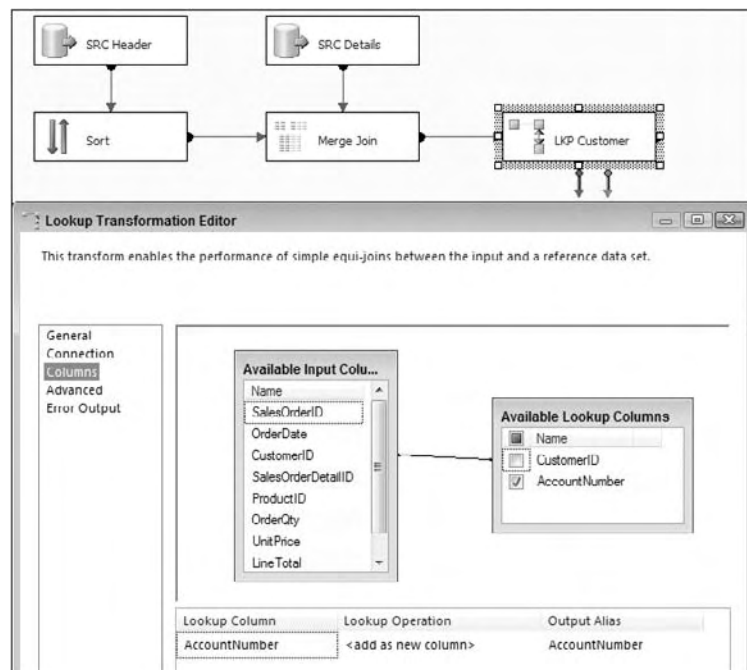 SRC Header
SRC Details
Sort
Merge Join
LKP Customer
Lookup Transformation Editor
This transform enables the performance of simple equi-joins between the input and a reference data set.
General
Connection
Columns
Advanced
Error Output
Available Input Colu...
Name
SalesOrderID
OrderDate
CustomerID
SalesOrderDetailID
ProductID
OrderQty
UnitPrice
LineTotal
Available Lookup Columns
Name
CustomerID
AccountNumber
Lookup Column Lookup Operation Output Alias
AccountNumber <add as new column> AccountNumber